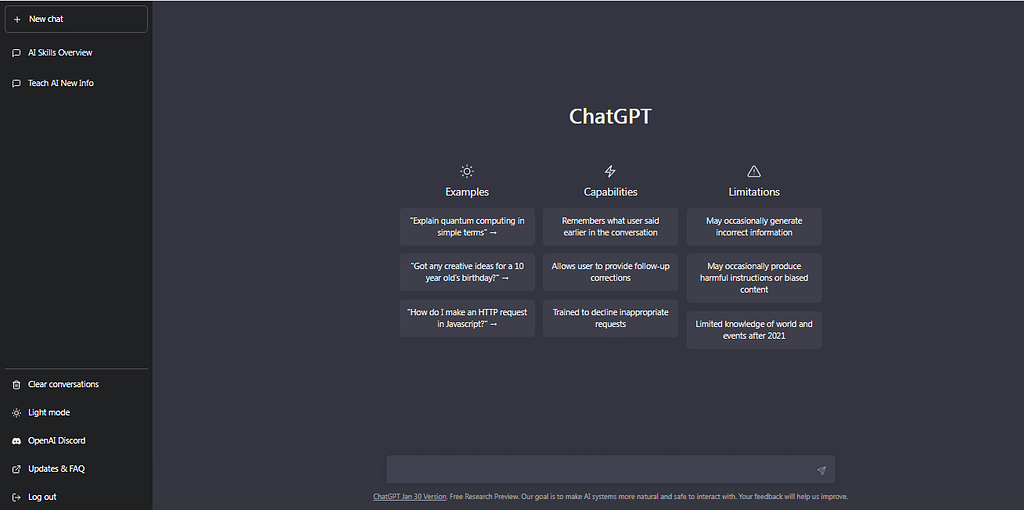 New chat
AI Skills Overview
Teach AI New Info
Clear conversations
Light mode
OpenAI Discord
Updates & FAQ
Log out
ChatGPT
Examples
"Explain quantum computing in
simple terms" →
"Got any creative ideas for a 10
year old's birthday?" →
"How do I make an HTTP request
in Javascript?" →
Capabilities
Remembers what user said
earlier in the conversation
Allows user to provide follow-up
corrections
Trained to decline inappropriate
requests
Limitations
May occasionally generate
incorrect information
May occasionally produce
harmful instructions or biased
content
Limited knowledge of world and
events after 2021
ChatGPT Jan 30 Version. Free Research Preview. Our goal is to make AI systems more natural and safe to interact with. Your feedback will help us improve.